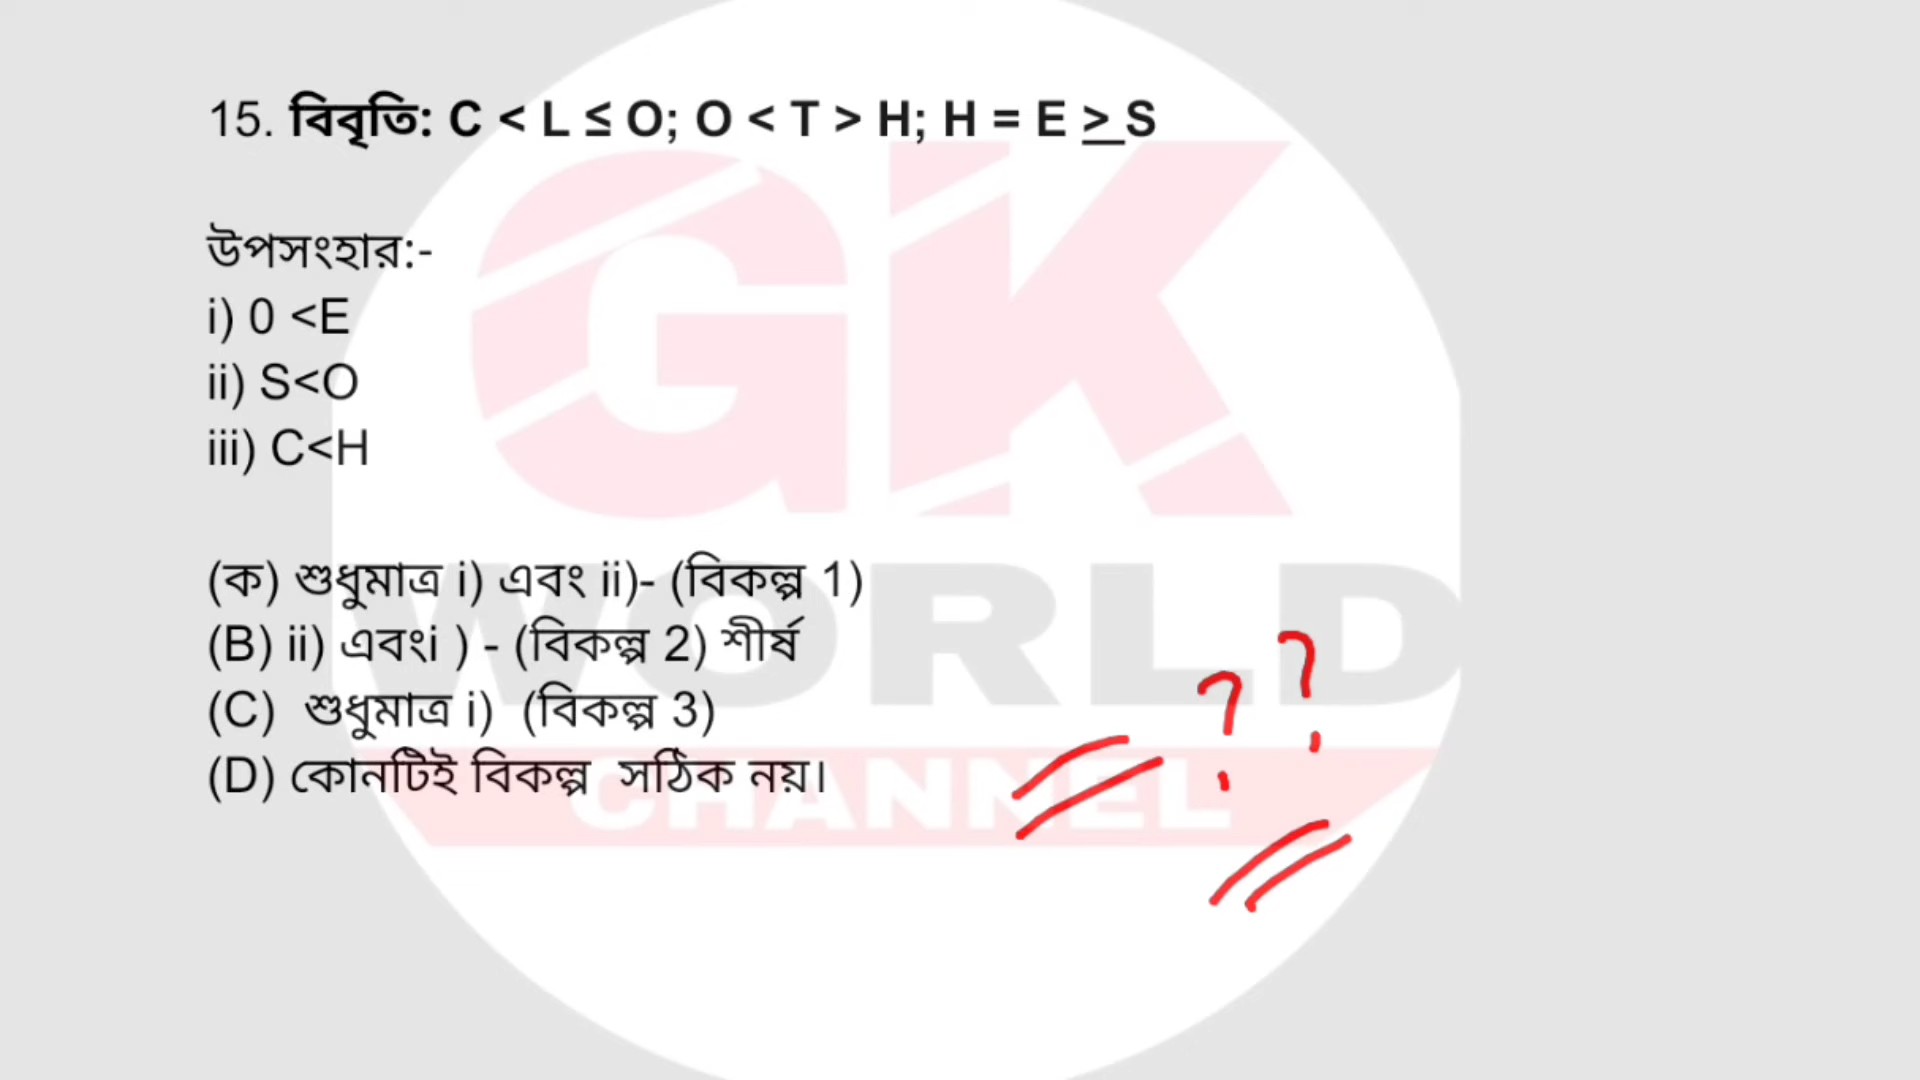 15. বিবৃতি: C < L ≤ O; O < T > H; H = E > S
উপসংহার:-
i) 0 <E
ii) S<O
iii) C<H
(ক) শুধুমাত্র i) এবং ii)- (বিকল্প 1)
(B) ii) এবংi ) - (বিকল্প 2) শীর্ষ
(C) শুধুমাত্র i) (বিকল্প 3)
(D) কোনটিই বিকল্প সঠিক নয়।
? ?
GK
WORLD
CHANNEL